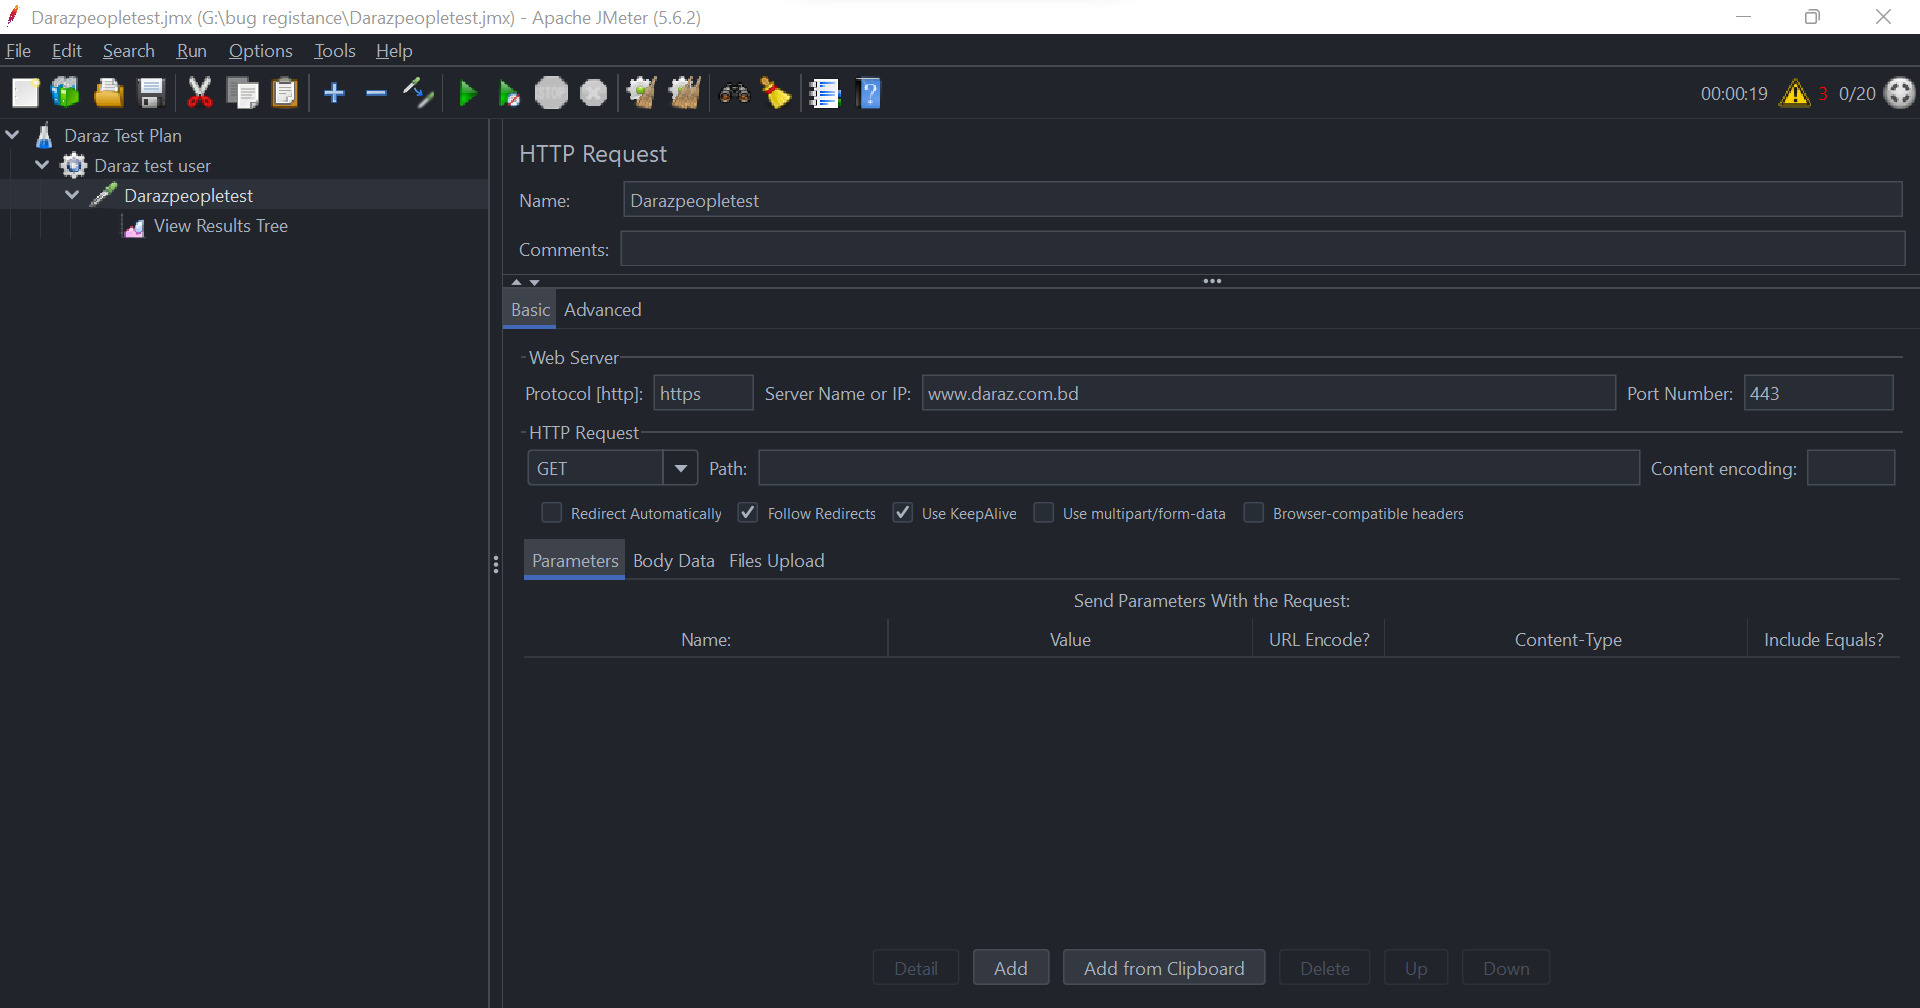 Darazpeopletest.jmx (G:\bug registance\Darazpeopletest.jmx) - Apache JMeter (5.6.2)
File Edit Search Run Options Tools Help
STOP
00:00:19 3 0/20
Daraz Test Plan
Daraz test user
Darazpeopletest
View Results Tree
HTTP Request
Name: Darazpeopletest
Comments:
Basic Advanced
Web Server
Protocol [http]: https Server Name or IP: www.daraz.com.bd Port Number: 443
HTTP Request
GET Path: Content encoding:
Redirect Automatically Follow Redirects Use KeepAlive Use multipart/form-data Browser-compatible headers
Parameters Body Data Files Upload
Send Parameters With the Request:
Name: Value URL Encode? Content-Type Include Equals?
Detail Add Add from Clipboard Delete Up Down